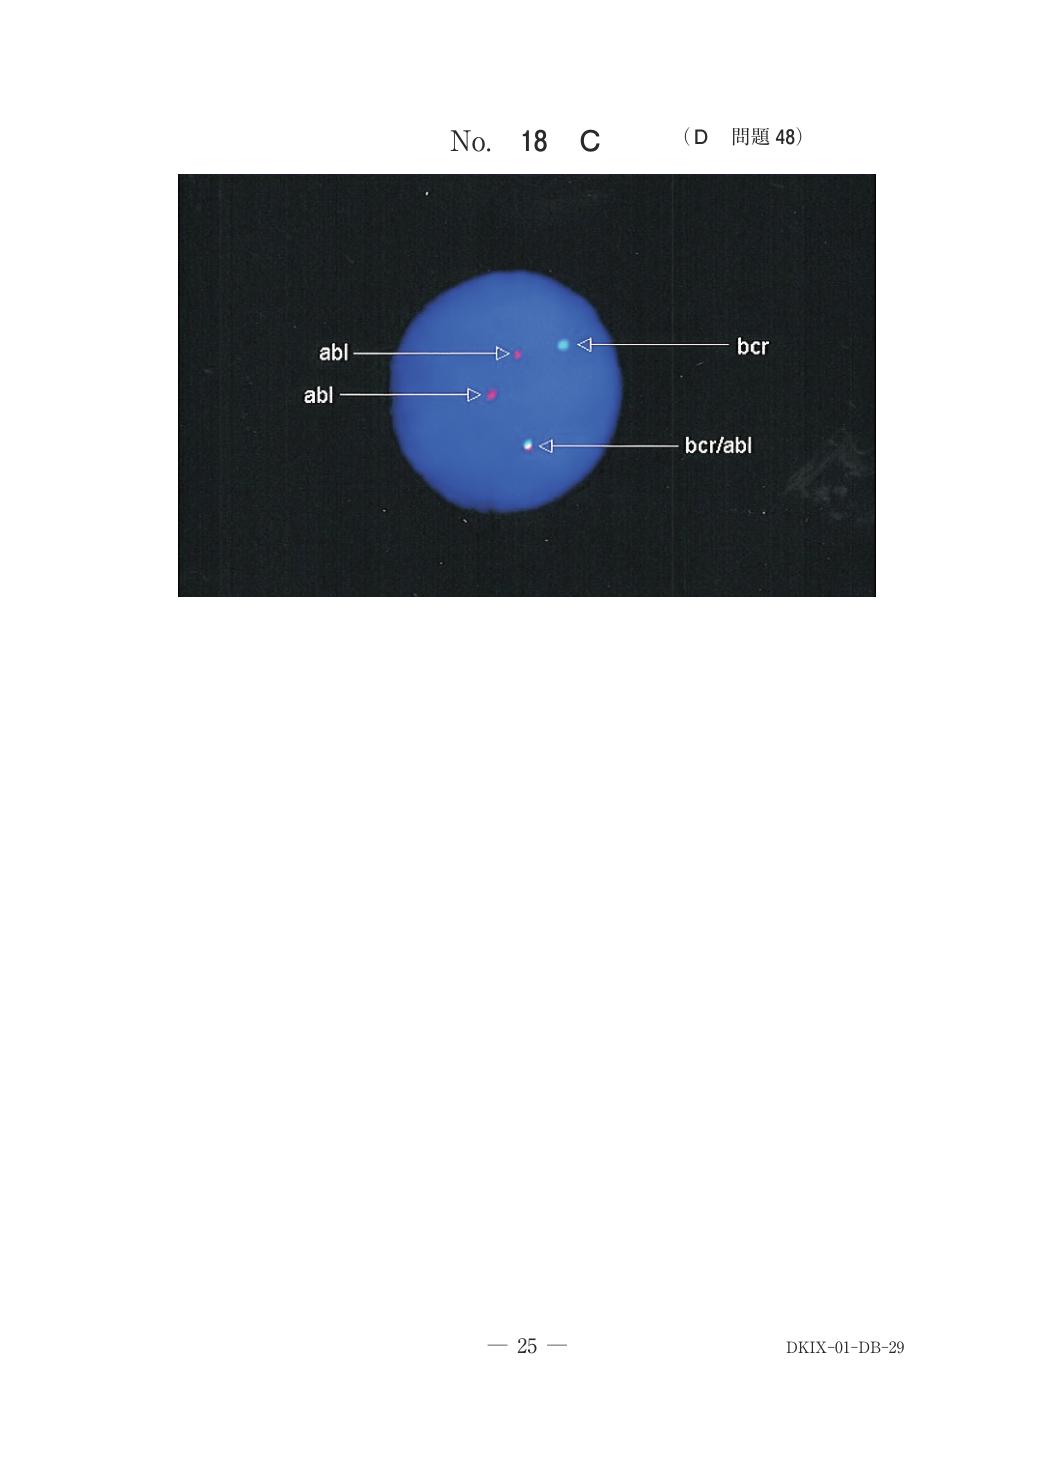 No. 18 C (D 問題 48)
abl
bcr
abl
bcr/abl
— 25 —
DKIX-01-DB-29